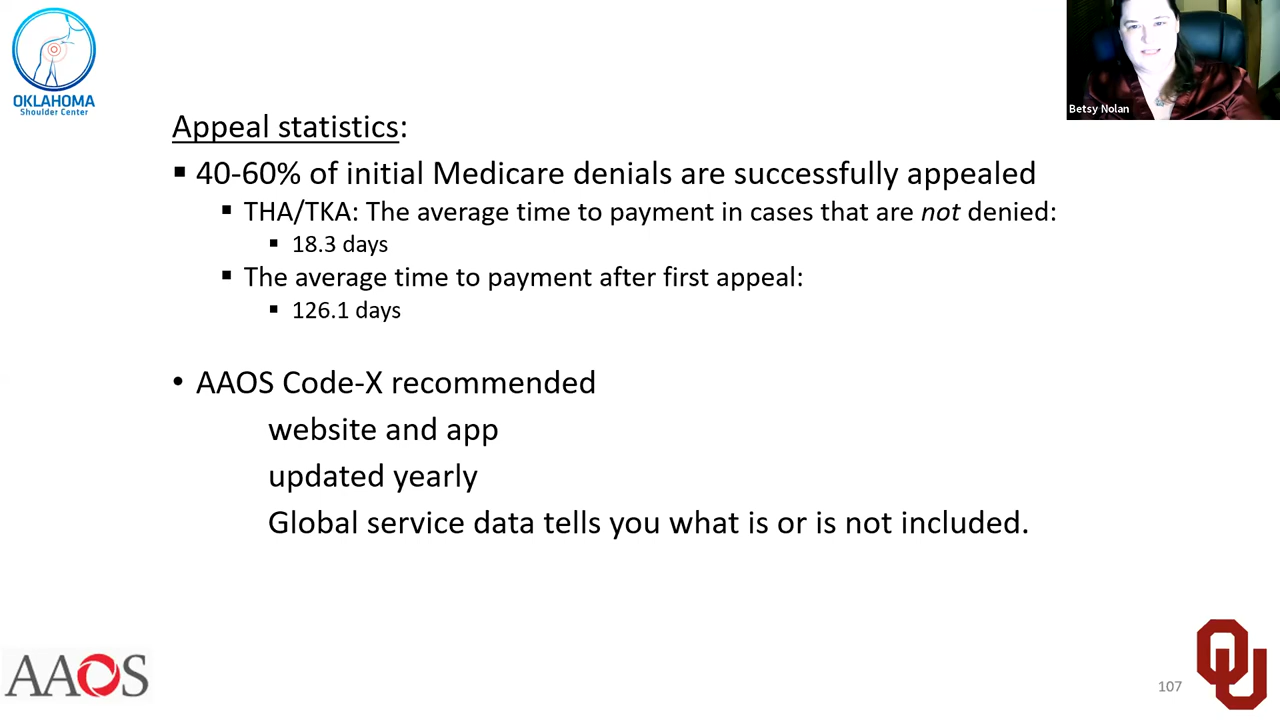 OKLAHOMA
Shoulder Center
Betsy Nolan
Appeal statistics:
▪ 40-60% of initial Medicare denials are successfully appealed
▪ THA/TKA: The average time to payment in cases that are not denied:
▪ 18.3 days
▪ The average time to payment after first appeal:
▪ 126.1 days
• AAOS Code-X recommended
website and app
updated yearly
Global service data tells you what is or is not included.
AAOS
107
OU